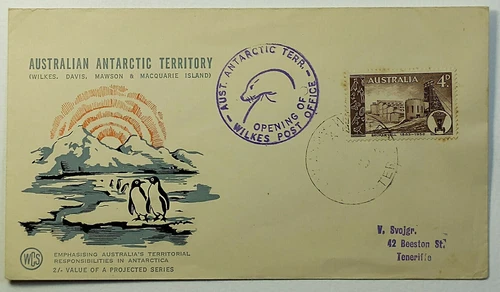 AUSTRALIAN ANTARCTIC TERRITORY
(WILKES, DAVIS, MAWSON & MACQUARIE ISLAND)
AUST. ANTARCTIC TERR.
OPENING OF
WILKES POST OFFICE
AUSTRALIA
4D
V. Svojgr.
42 Beeston St.
Teneriffe
WCS
EMPHASISING AUSTRALIA'S TERRITORIAL
RESPONSIBILITIES IN ANTARCTICA
2/- VALUE OF A PROJECTED SERIES